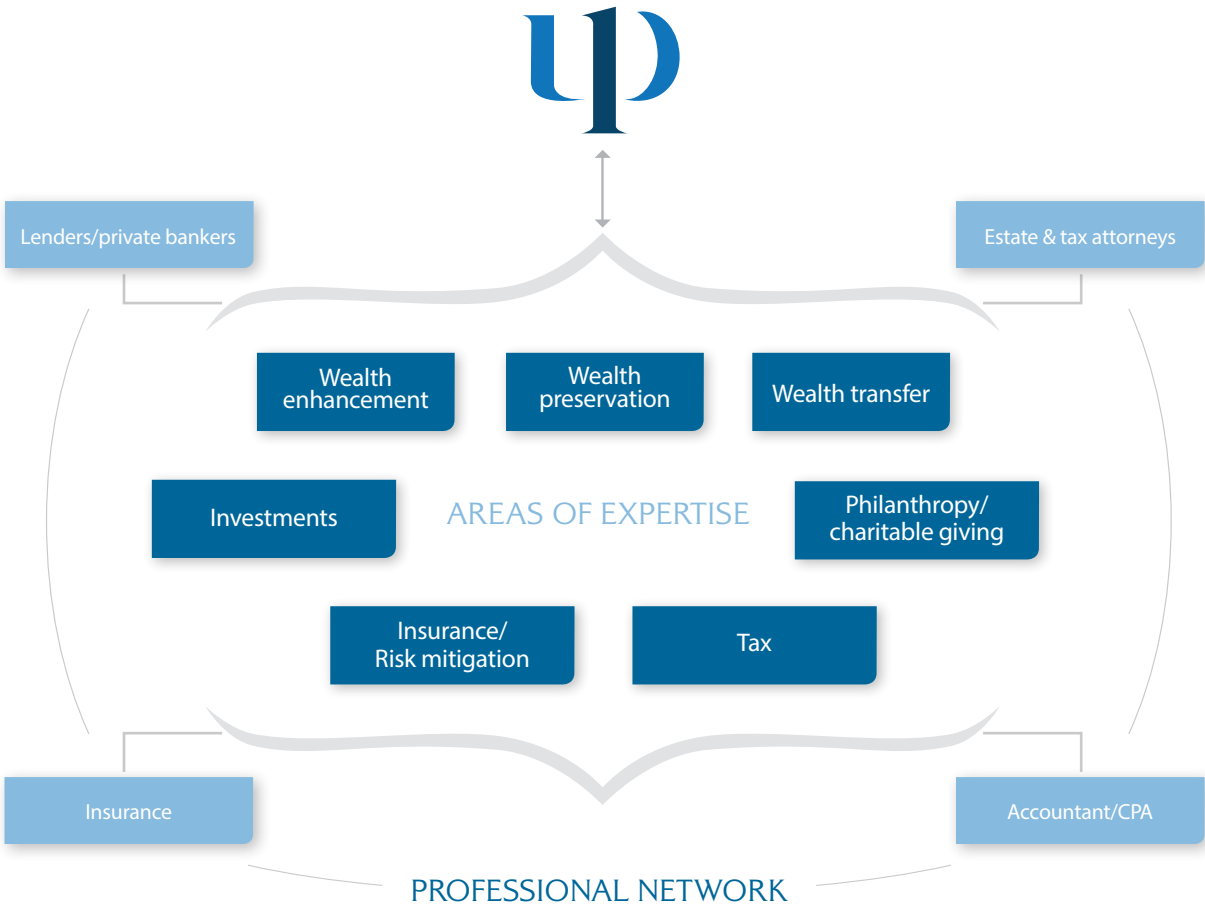 up
Lenders/private bankers
Estate & tax attorneys
Wealth
enhancement
Wealth
preservation
Wealth transfer
Investments
AREAS OF EXPERTISE
Philanthropy/
charitable giving
Insurance/
Risk mitigation
Tax
Insurance
Accountant/CPA
PROFESSIONAL NETWORK